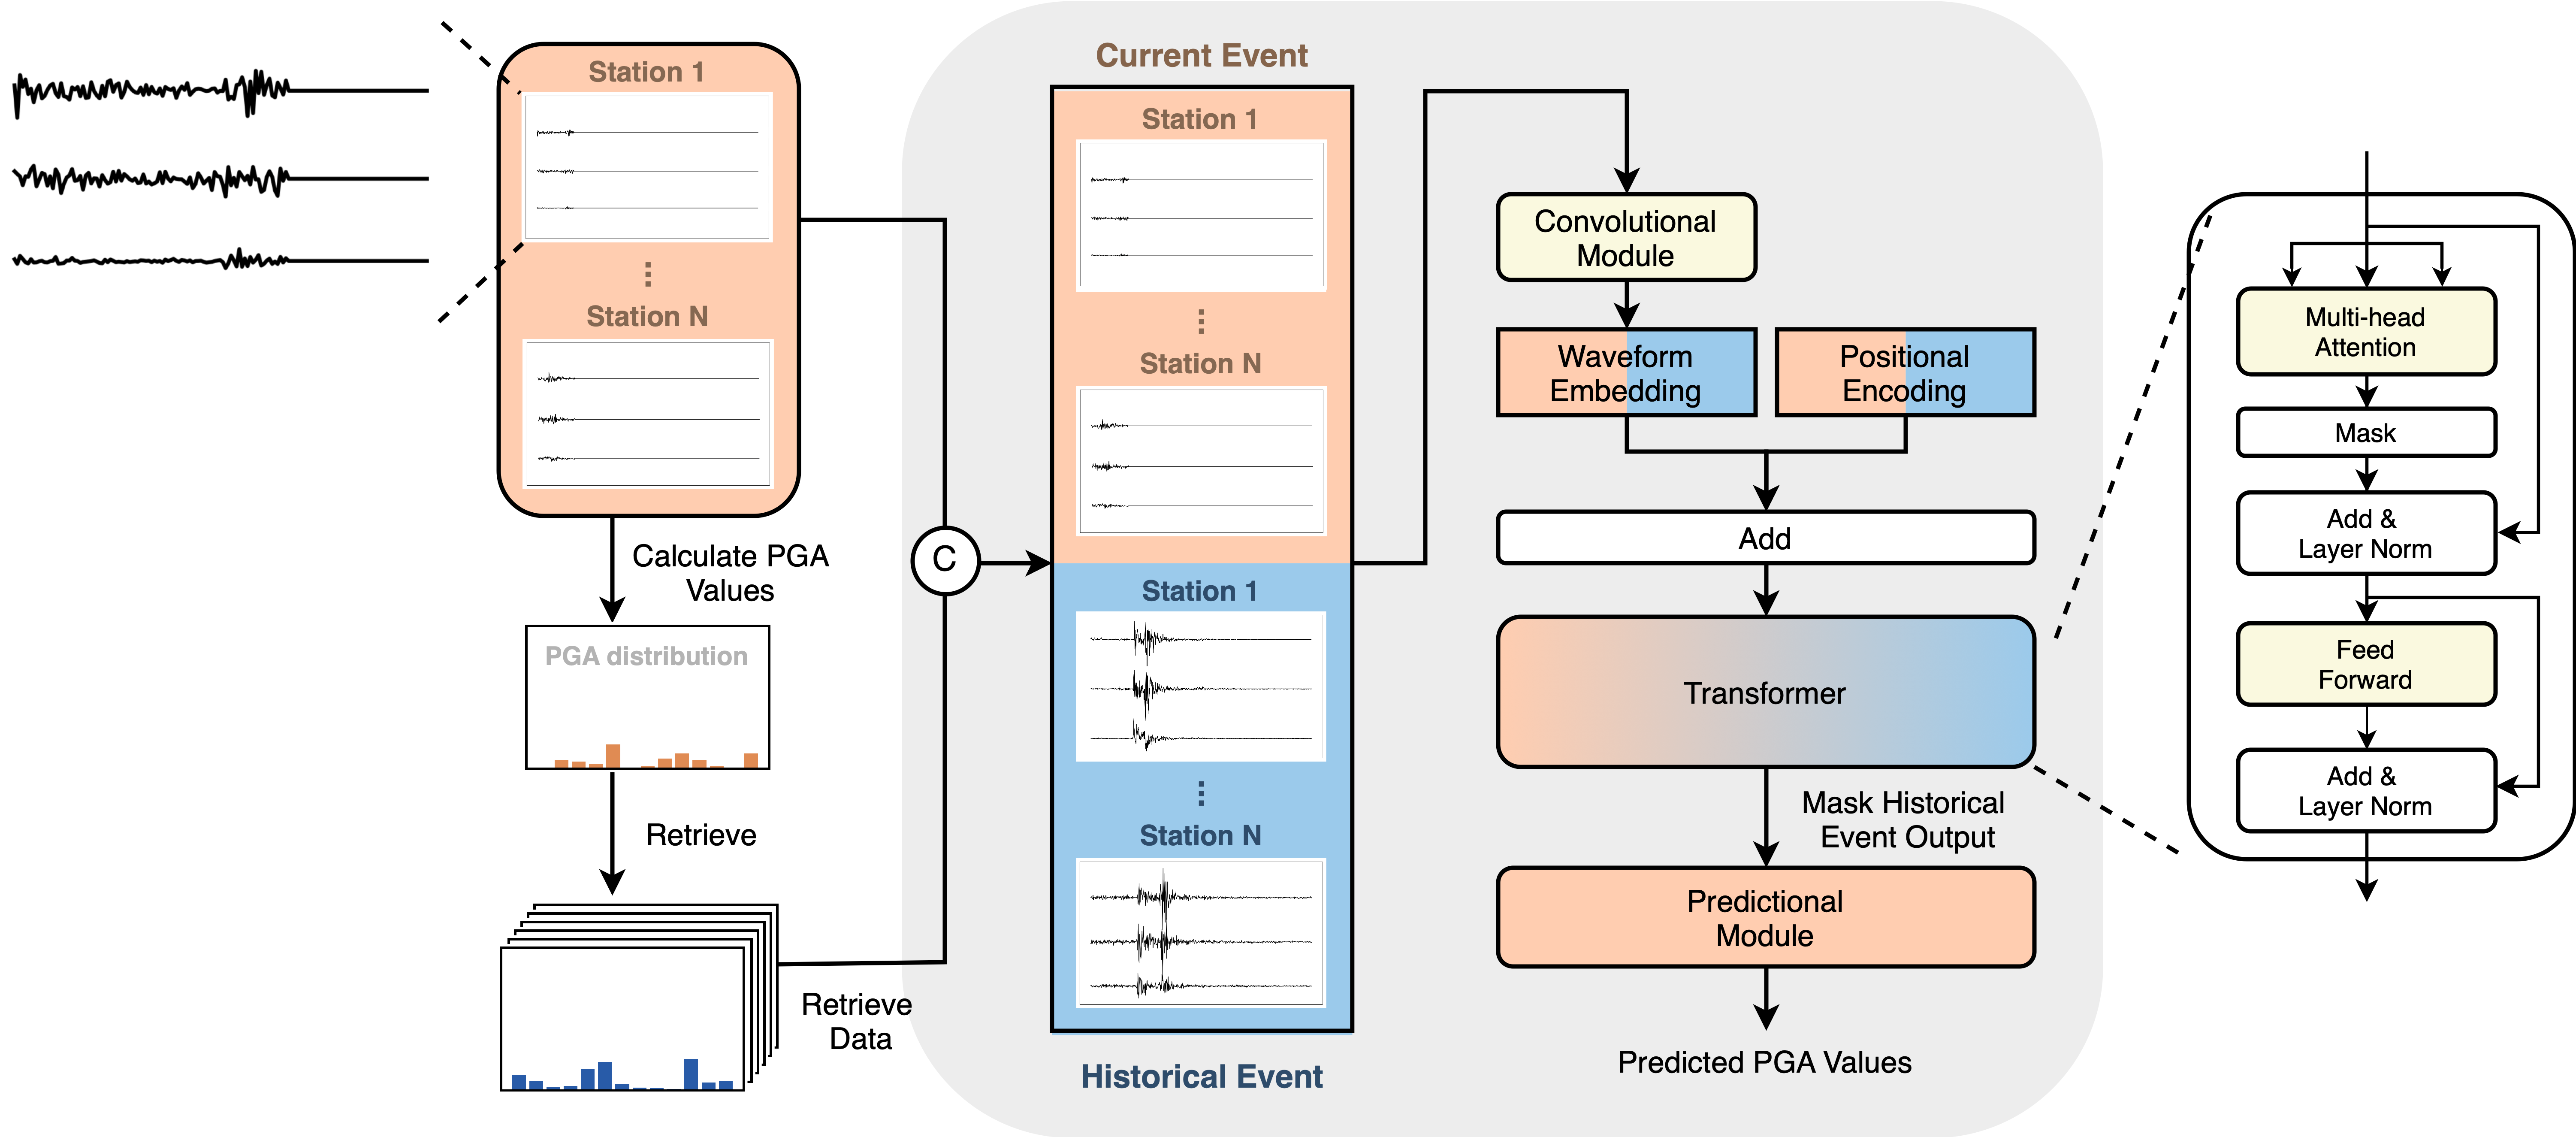 Station 1
Station N
Calculate PGA
Values
PGA distribution
Retrieve
Retrieve
Data
C
Current Event
Station 1
Station N
Station 1
Station N
Historical Event
Convolutional
Module
Waveform
Embedding
Positional
Encoding
Add
Transformer
Mask Historical
Event Output
Predictional
Module
Predicted PGA Values
Multi-head
Attention
Mask
Add &
Layer Norm
Feed
Forward
Add &
Layer Norm